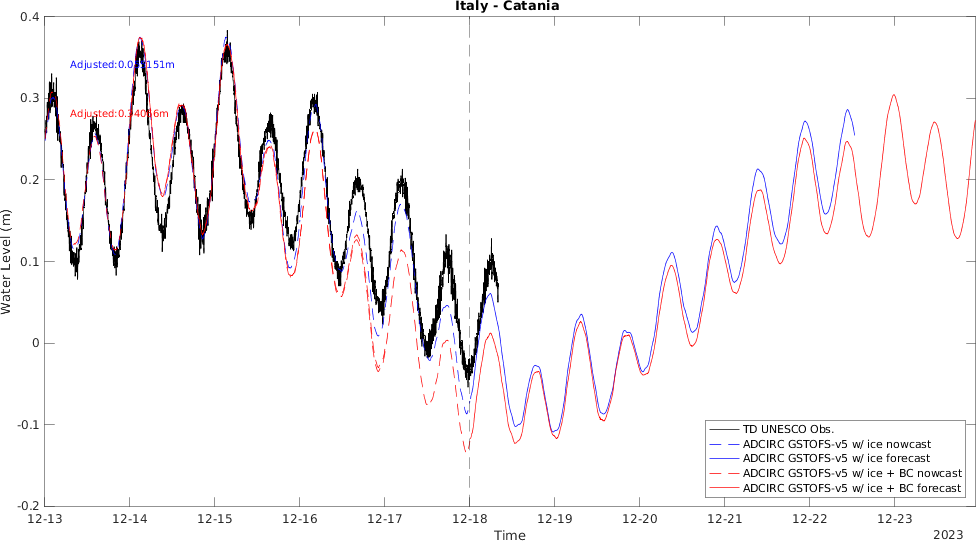 Italy - Catania
0.4
0.3
0.2
0.1
0
-0.1
-0.2
Water Level (m)
12-13
12-14
12-15
12-16
12-17
12-18
12-19
12-20
12-21
12-22
12-23
Time
2023
TD UNESCO Obs.
ADCIRC GSTOFS-v5 w/ ice nowcast
ADCIRC GSTOFS-v5 w/ ice forecast
ADCIRC GSTOFS-v5 w/ ice + BC nowcast
ADCIRC GSTOFS-v5 w/ ice + BC forecast